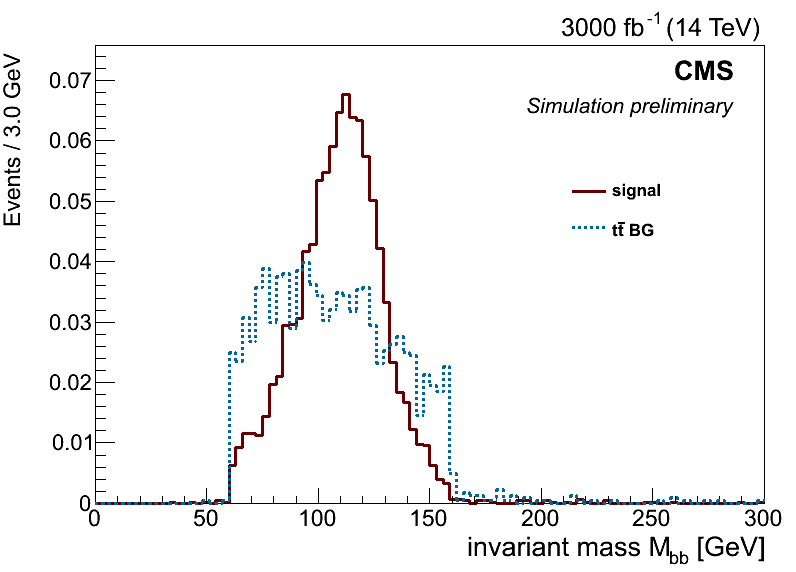 3000 fb⁻¹ (14 TeV)
CMS
Simulation preliminary
signal
tt̄ BG
Events / 3.0 GeV
0.07
0.06
0.05
0.04
0.03
0.02
0.01
0
0 50 100 150 200 250 300
invariant mass M_bb [GeV]